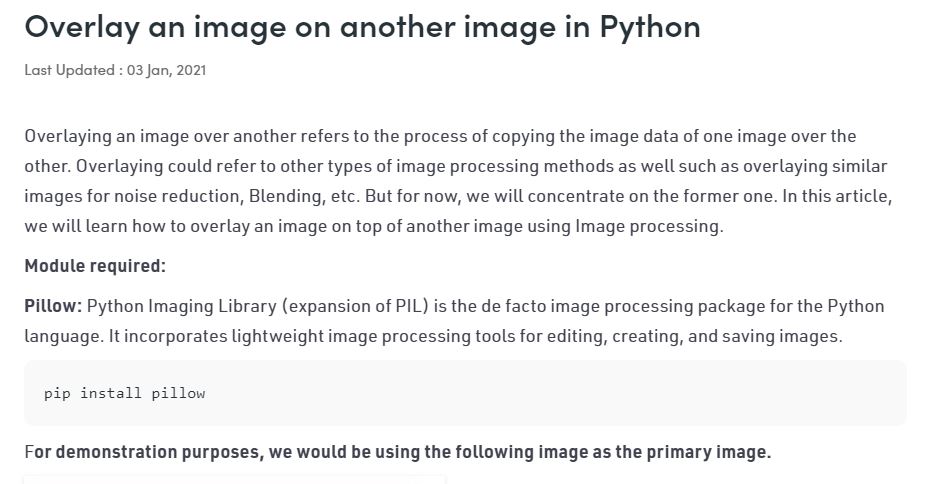 Overlay an image on another image in Python
Last Updated : 03 Jan, 2021
Overlaying an image over another refers to the process of copying the image data of one image over the
other. Overlaying could refer to other types of image processing methods as well such as overlaying similar
images for noise reduction, Blending, etc. But for now, we will concentrate on the former one. In this article,
we will learn how to overlay an image on top of another image using Image processing.
Module required:
Pillow: Python Imaging Library (expansion of PIL) is the de facto image processing package for the Python
language. It incorporates lightweight image processing tools for editing, creating, and saving images.
pip install pillow
For demonstration purposes, we would be using the following image as the primary image.